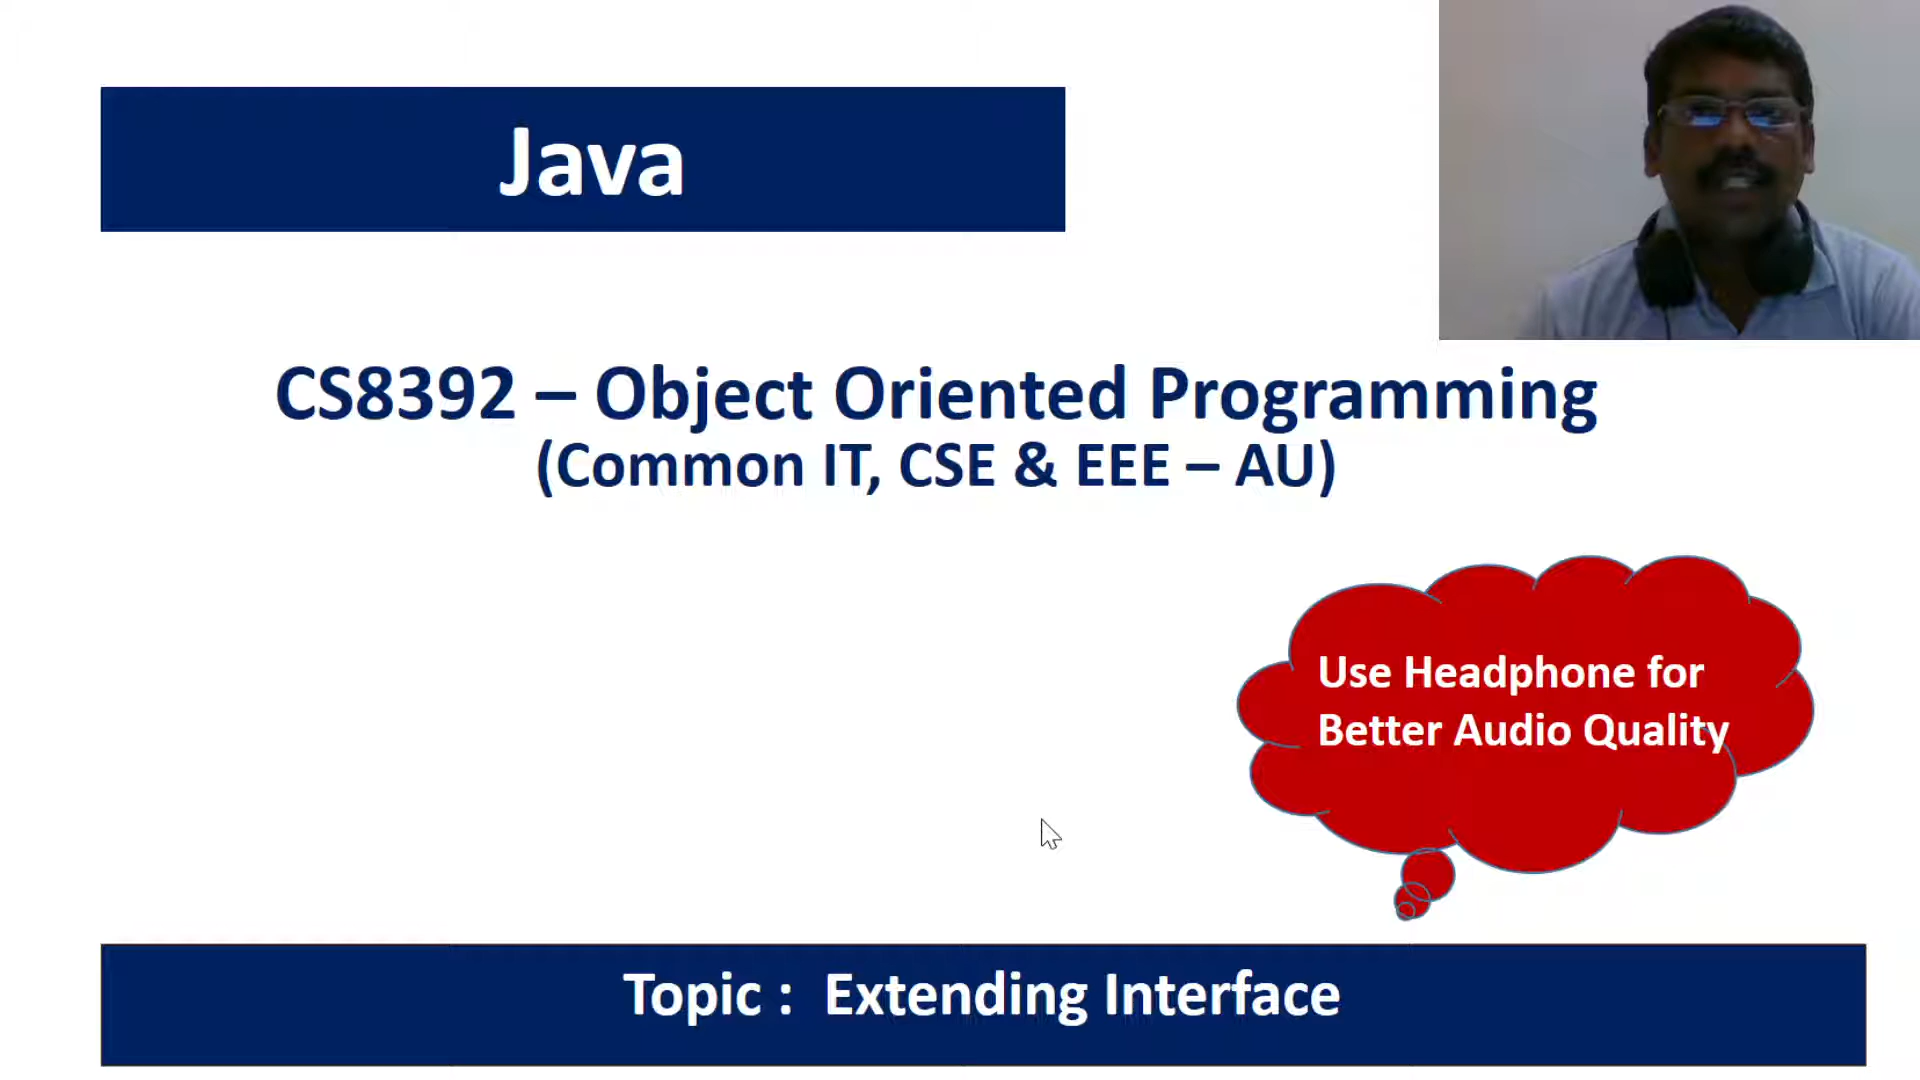 Java
CS8392 – Object Oriented Programming
(Common IT, CSE & EEE – AU)
Use Headphone for
Better Audio Quality
Topic : Extending Interface